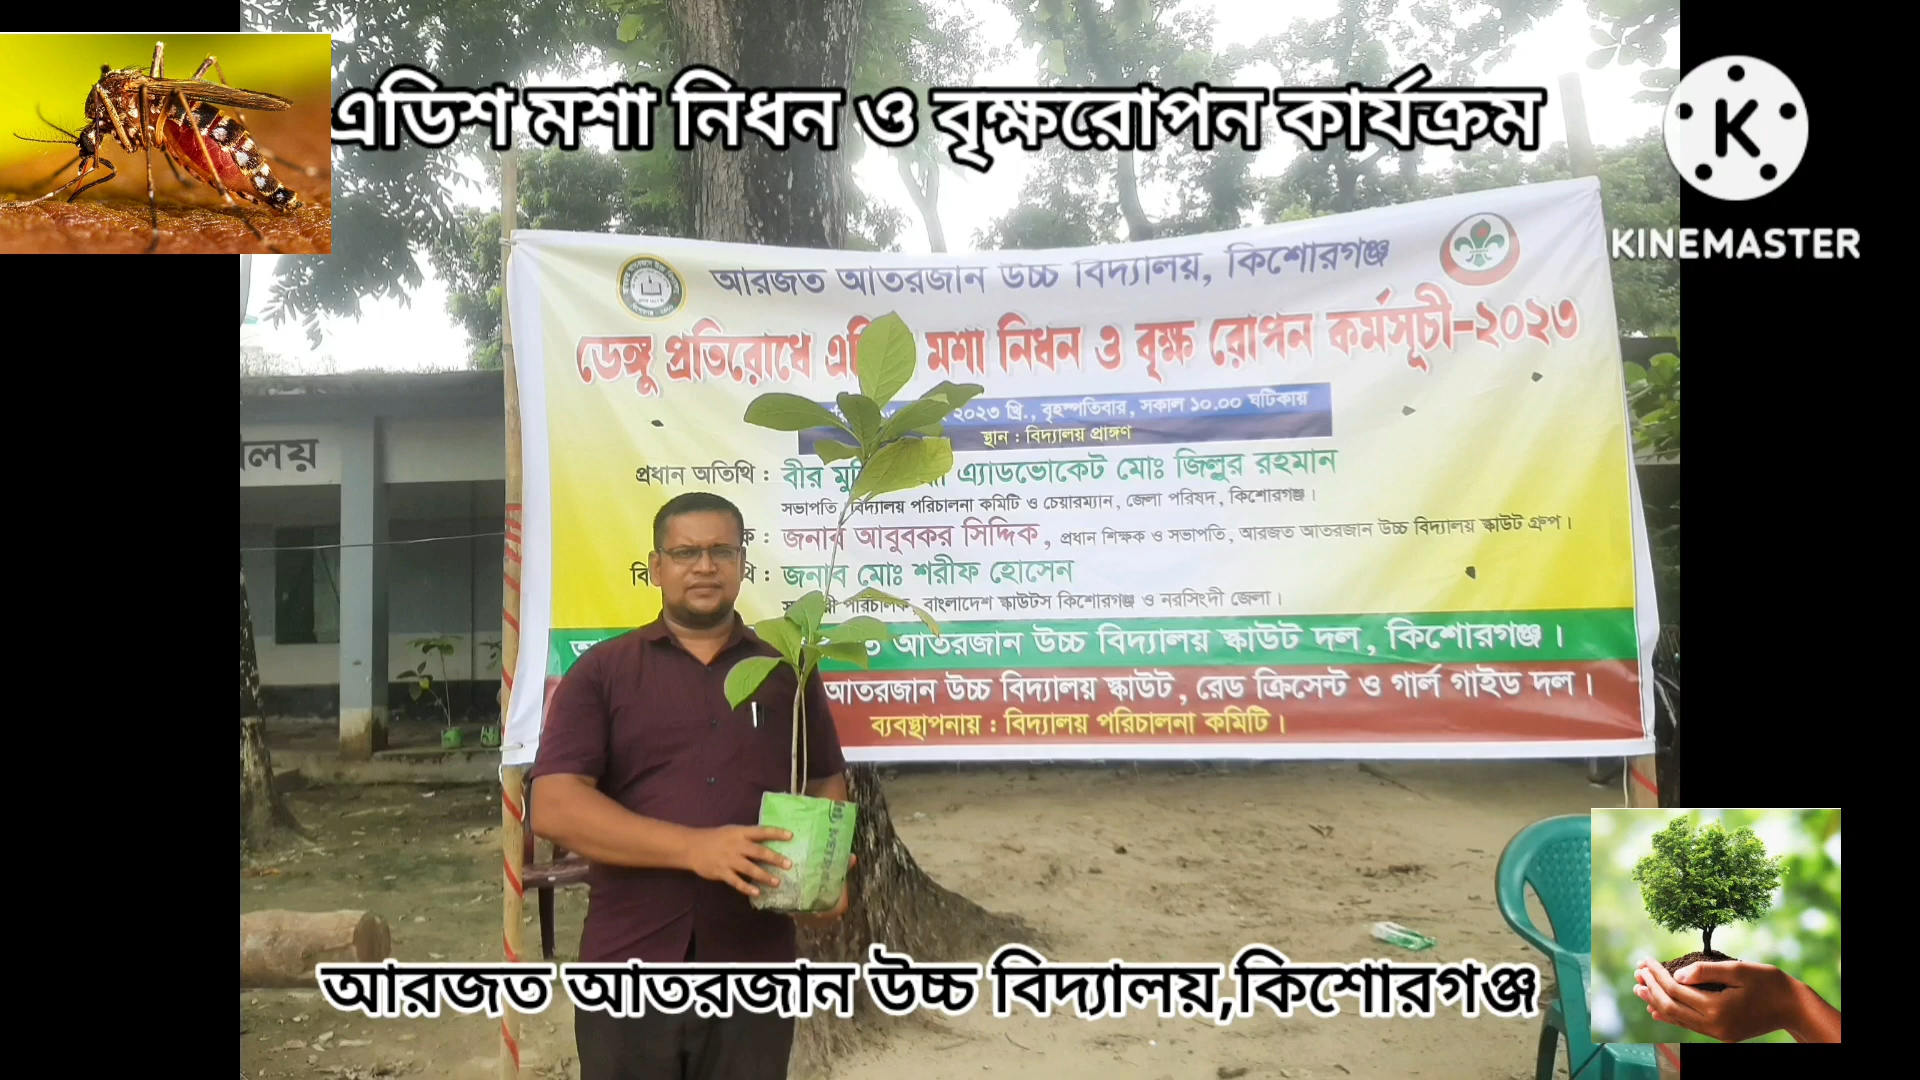 এডিশ মশা নিধন ও বৃক্ষরোপন কার্যক্রম
K
KINEMASTER
আরজত আতরজান উচ্চ বিদ্যালয়, কিশোরগঞ্জ
ডেঙ্গু প্রতিরোধে মশা নিধন ও বৃক্ষ রোপন কর্মসূচী-২০২৩
২০২৩ খ্রি., বৃহস্পতিবার, সকাল ১০.০০ ঘটিকায়
স্থান : বিদ্যালয় প্রাঙ্গণ
প্রধান অতিথি : বীর এ্যাডভোকেট মোঃ জিল্লুর রহমান
সভাপতি, বিদ্যালয় পরিচালনা কমিটি ও চেয়ারম্যান, জেলা পরিষদ, কিশোরগঞ্জ।
: জনাব আবুবকর সিদ্দিক, প্রধান শিক্ষক ও সভাপতি, আরজত আতরজান উচ্চ বিদ্যালয় স্কাউট গ্রুপ।
: জনাব মোঃ শরীফ হোসেন
পরিচালক, বাংলাদেশ স্কাউটস কিশোরগঞ্জ ও নরসিংদী জেলা।
আতরজান উচ্চ বিদ্যালয় স্কাউট দল, কিশোরগঞ্জ।
আতরজান উচ্চ বিদ্যালয় স্কাউট, রেড ক্রিসেন্ট ও গার্ল গাইড দল।
ব্যবস্থাপনায় : বিদ্যালয় পরিচালনা কমিটি।
আরজত আতরজান উচ্চ বিদ্যালয়,কিশোরগঞ্জ